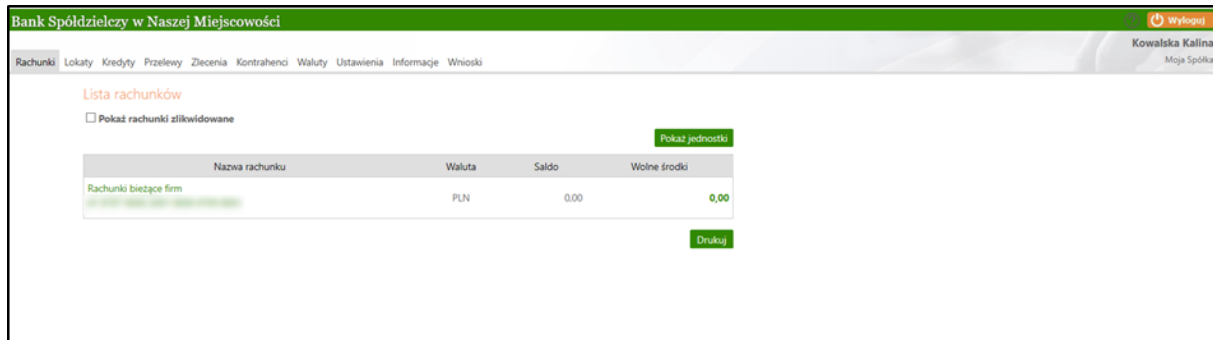 Bank Spółdzielczy w Naszej Miejscowości
Wyloguj
Kowalska Kalina
Moja Spółka
Rachunki Lokaty Kredyty Przelewy Zlecenia Kontrahenci Waluty Ustawienia Informacje Wnioski
Lista rachunków
Pokaż rachunki zlikwidowane
Pokaż jednostki
Nazwa rachunku Waluta Saldo Wolne środki
Rachunki bieżące firm
PLN 0,00 0,00
Drukuj